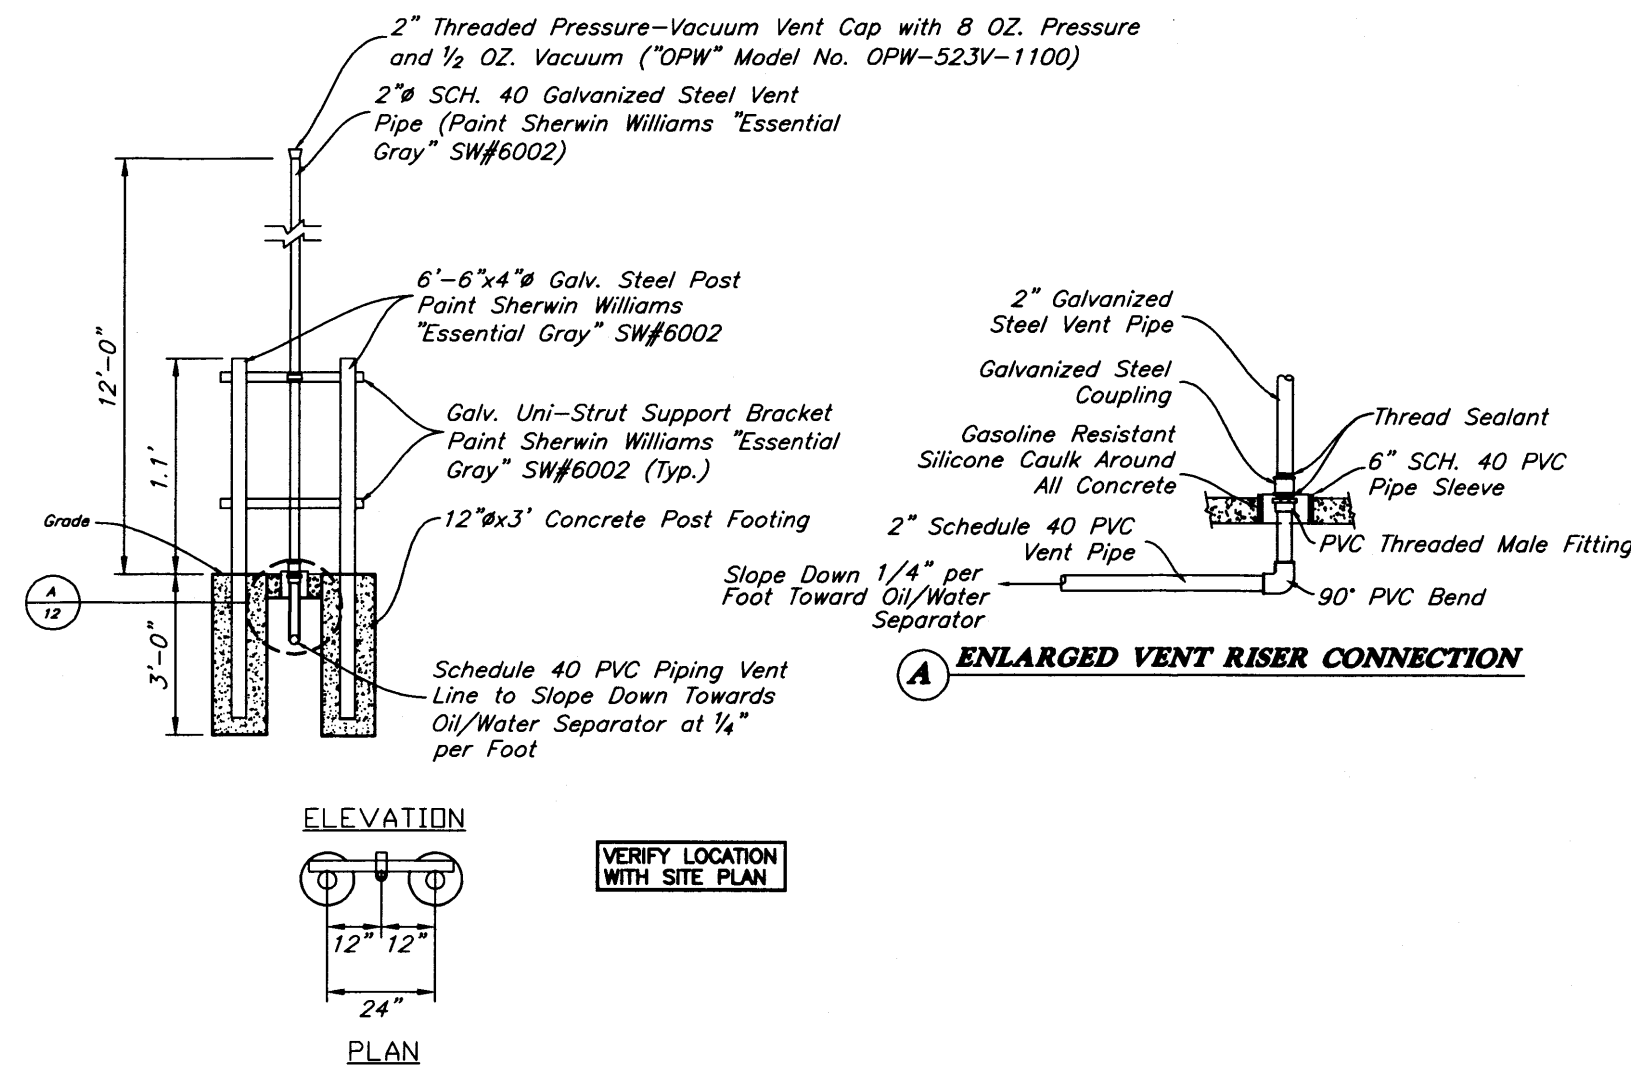 2" Threaded Pressure-Vacuum Vent Cap with 8 OZ. Pressure
and ½ OZ. Vacuum ("OPW" Model No. OPW-523V-1100)
2"ø SCH. 40 Galvanized Steel Vent
Pipe (Paint Sherwin Williams "Essential
Gray" SW#6002)
12'-0"
6'-6"x4"ø Galv. Steel Post
Paint Sherwin Williams
"Essential Gray" SW#6002
1.1'
Galv. Uni-Strut Support Bracket
Paint Sherwin Williams "Essential
Gray" SW#6002 (Typ.)
Grade
12"øx3' Concrete Post Footing
A
12
3'-0"
Schedule 40 PVC Piping Vent
Line to Slope Down Towards
Oil/Water Separator at ¼"
per Foot
ELEVATION
12" 12"
24"
PLAN
VERIFY LOCATION
WITH SITE PLAN
2" Galvanized
Steel Vent Pipe
Galvanized Steel
Coupling
Thread Sealant
Gasoline Resistant
Silicone Caulk Around
All Concrete
6" SCH. 40 PVC
Pipe Sleeve
2" Schedule 40 PVC
Vent Pipe
PVC Threaded Male Fitting
Slope Down 1/4" per
Foot Toward Oil/Water
Separator
90° PVC Bend
A ENLARGED VENT RISER CONNECTION